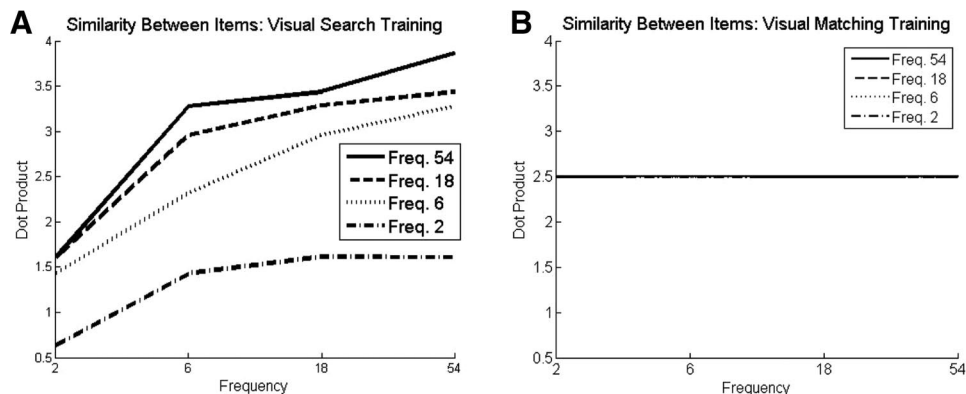 A
Similarity Between Items: Visual Search Training
4
3.5
3
2.5
2
1.5
1
0.5
Dot Product
2 6 18 54
Frequency
Freq. 54
Freq. 18
Freq. 6
Freq. 2
B
Similarity Between Items: Visual Matching Training
4
3.5
3
2.5
2
1.5
1
0.5
Dot Product
2 6 18 54
Frequency
Freq. 54
Freq. 18
Freq. 6
Freq. 2